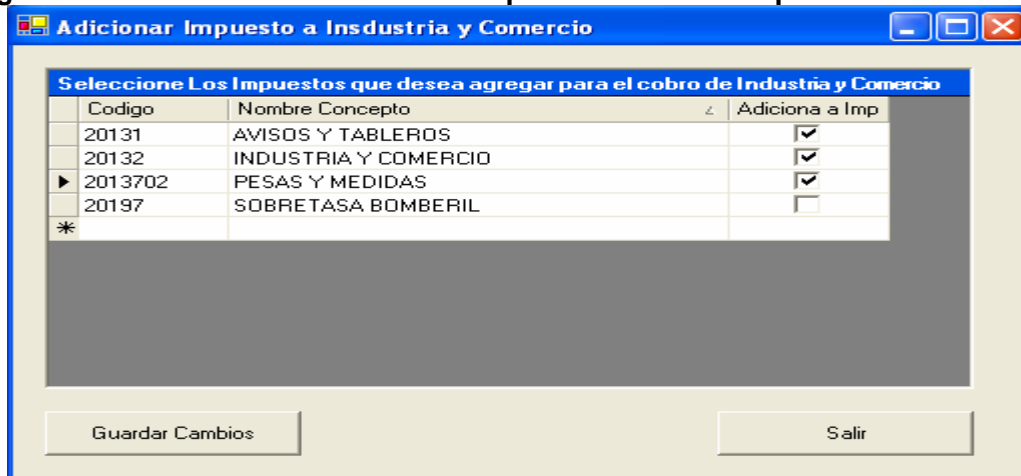 Adicionar Impuesto a Insdustria y Comercio
Seleccione Los Impuestos que desea agregar para el cobro de Industria y Comercio
Codigo Nombre Concepto Adiciona a Imp
20131 AVISOS Y TABLEROS
20132 INDUSTRIA Y COMERCIO
2013702 PESAS Y MEDIDAS
20197 SOBRETASA BOMBERIL
Guardar Cambios Salir